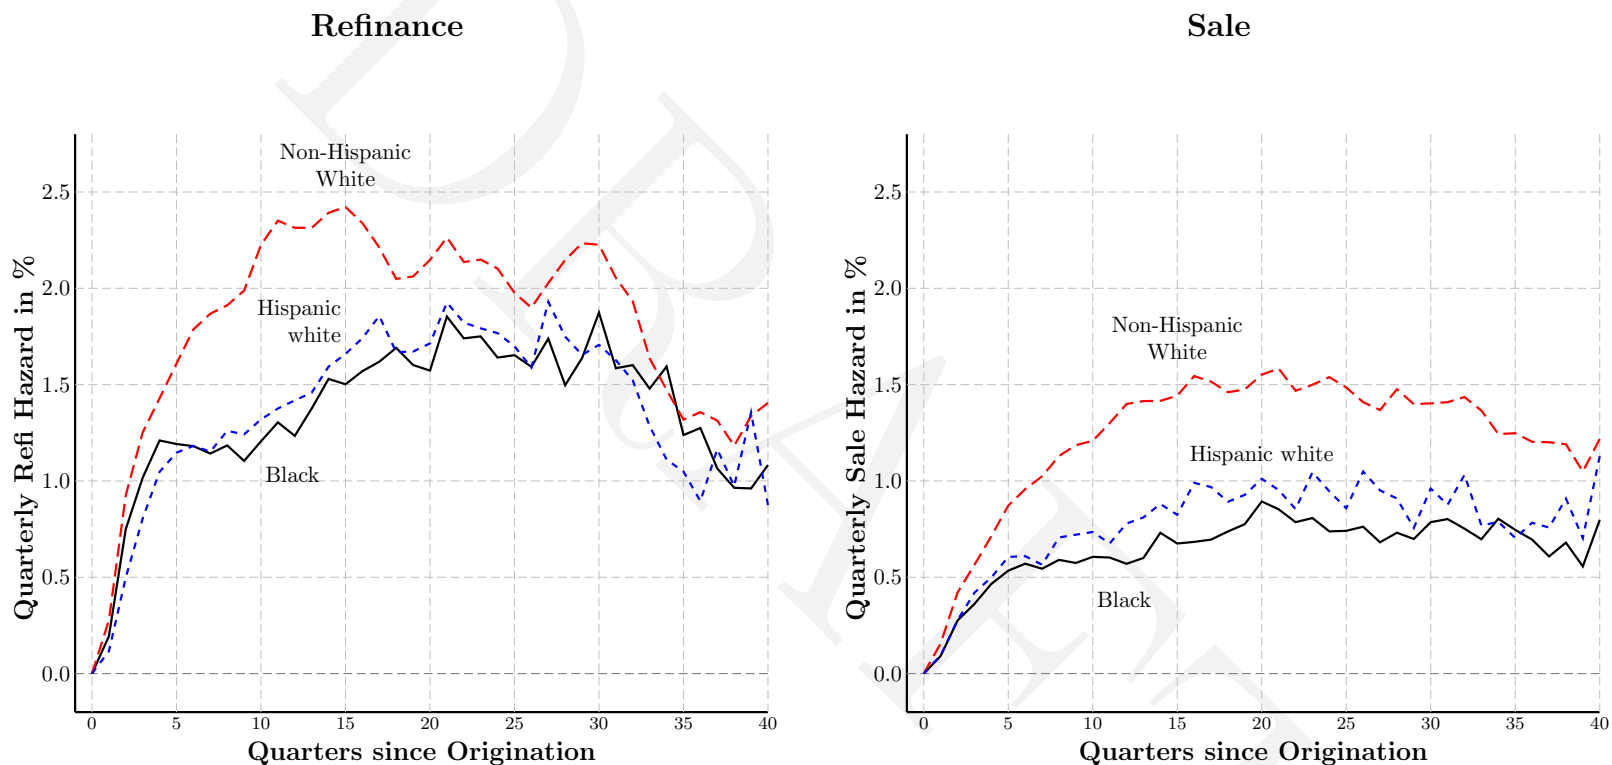 Refinance
Non-Hispanic
White
Hispanic
white
Black
Quarterly Refi Hazard in %
2.5
2.0
1.5
1.0
0.5
0.0
0 5 10 15 20 25 30 35 40
Quarters since Origination
Sale
Non-Hispanic
White
Hispanic white
Black
Quarterly Sale Hazard in %
2.5
2.0
1.5
1.0
0.5
0.0
0 5 10 15 20 25 30 35 40
Quarters since Origination
DRAFT